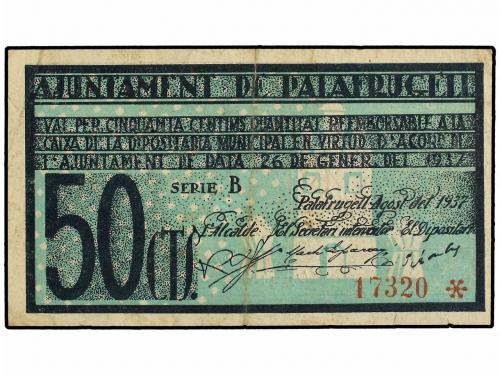 AJUNTAMENT DE PALAFRUGELL
VAL PER CINQUANTA CÈNTIMS QUANTITAT REEMBORSABLE A LA
CAIXA DE LA DIPOSITARIA MUNICIPAL EN VIRTUD D'ACORD DE
L'AJUNTAMENT DE DATA 26 DE GENER DEL 1937
50 CTS.
SERIE B
Palafrugell Agost del 1937
L'Alcalde Pel Secretari interventor El Dipositari
17320